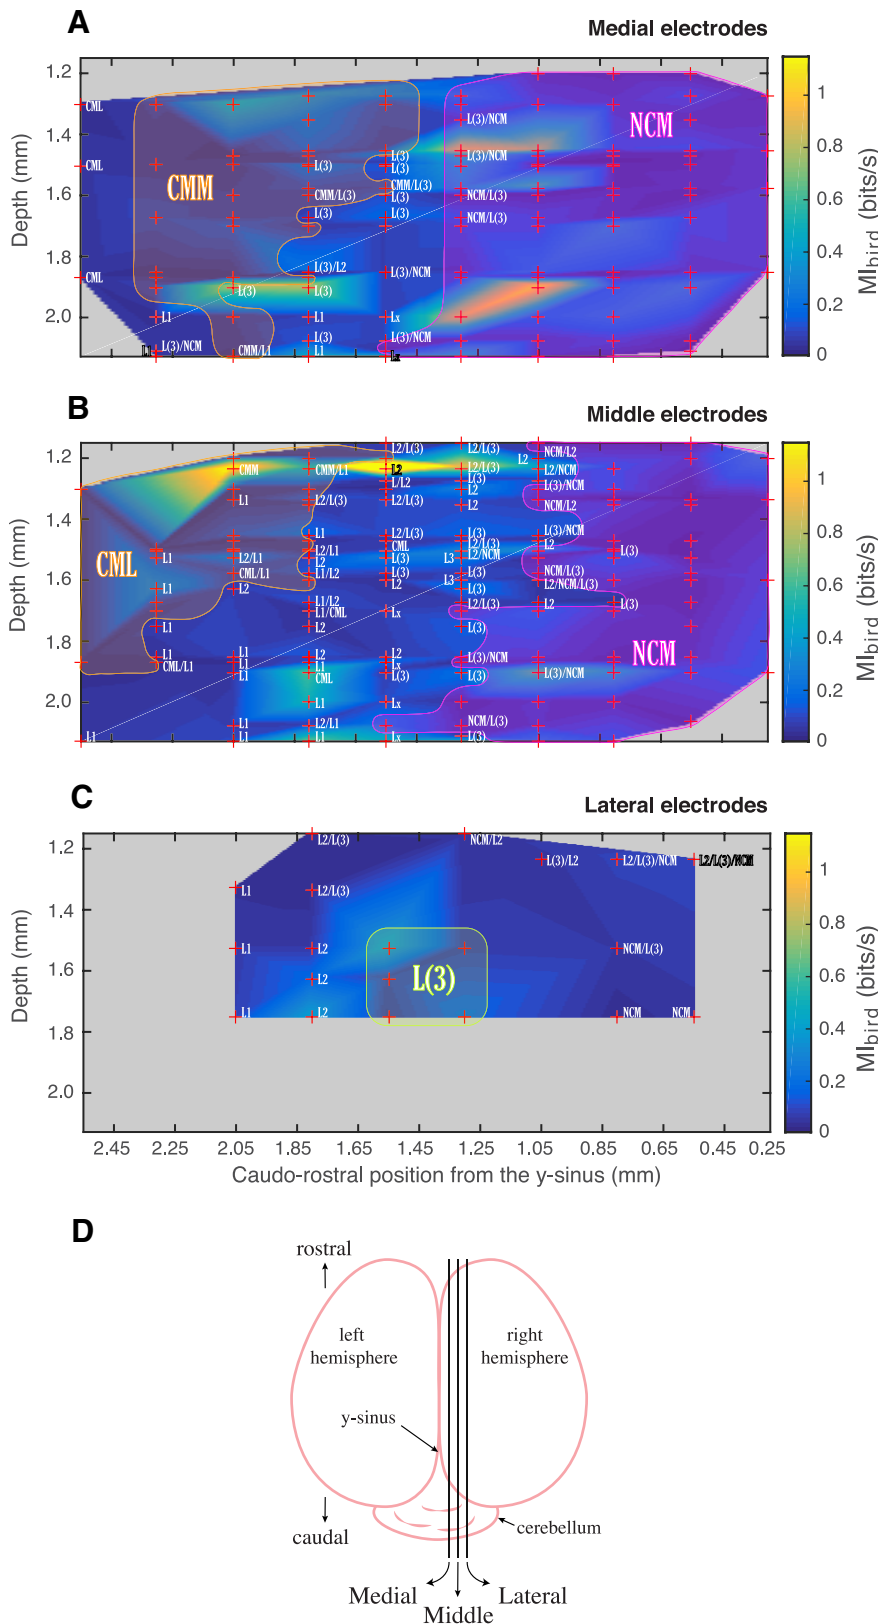 A
Medial electrodes
1.2
1.4
1.6
1.8
2.0
Depth (mm)
CML
L(3)/NCM
NCM
L(3)
L(3)/NCM
CML
L(3)
L(3)
CMM
CMM/L(3)
CMM/L(3)
L(3)
NCM/L(3)
L(3)
L(3)
NCM/L(3)
CML
L(3)/L2
L(3)/NCM
L(3)
L(3)
L1
L1
Lx
L(3)
L(3)/NCM
L1
L(3)/NCM
CMM/L1
L1
Lx
1
0.8
0.6
0.4
0.2
0
MIbird (bits/s)
B
Middle electrodes
1.2
1.4
1.6
1.8
2.0
Depth (mm)
L2/L(3)
L2/L(3)
NCM/L2
L2
CMM
CMM/L1
L2
L2/L(3)
L2/NCM
L/L2
L(3)
L2
L(3)/NCM
L1
L2/L(3)
L2/L(3)
L2
NCM/L2
L1
L2/L(3)
L(3)
L(3)/NCM
CML
L2/L(3)
L2
L1
L2/L1
L2/L1
L2
L(3)
L3
L2/NCM
L(3)
CML
CML/L1
L1/L2
L(3)
L(3)
NCM/L(3)
L1
L2
L2
L3
L2
L2/NCM/L(3)
L1/L2
L2/L(3)
L2
L(3)
L1/CML
Lx
L1
L2
L(3)
NCM
L1
L1
L2
L(3)/NCM
CML/L1
L1
L1
Lx
L1
CML
L(3)
L(3)
L(3)/NCM
L1
Lx
L1
L2/L1
NCM/L(3)
L1
L1
L1
Lx
L(3)
1
0.8
0.6
0.4
0.2
0
MIbird (bits/s)
C
Lateral electrodes
1.2
1.4
1.6
1.8
2.0
Depth (mm)
L2/L(3)
NCM/L2
L(3)/L2
L2/L(3)/NCM
L2/L(3)/NCM
L1
L2/L(3)
L1
L2
NCM/L(3)
L2
L(3)
L1
L2
NCM
NCM
1
0.8
0.6
0.4
0.2
0
MIbird (bits/s)
2.45 2.25 2.05 1.85 1.65 1.45 1.25 1.05 0.85 0.65 0.45 0.25
Caudo-rostral position from the y-sinus (mm)
D
rostral
left
hemisphere
right
hemisphere
y-sinus
caudal
cerebellum
Medial
Middle
Lateral